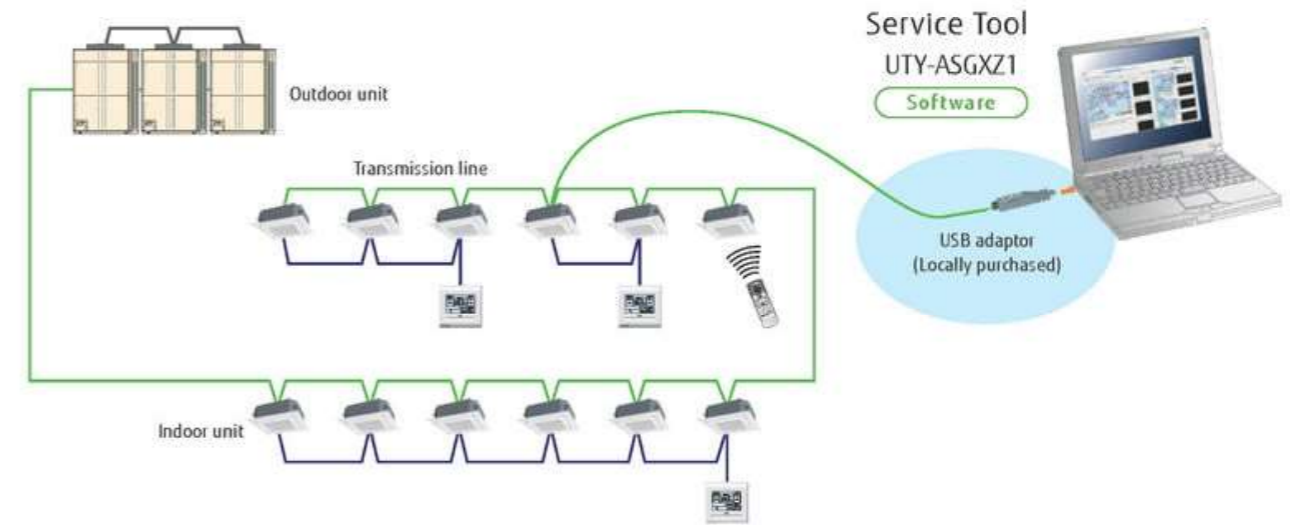 Service Tool
UTY-ASGXZ1
Software
Outdoor unit
Transmission line
USB adaptor
(Locally purchased)
Indoor unit